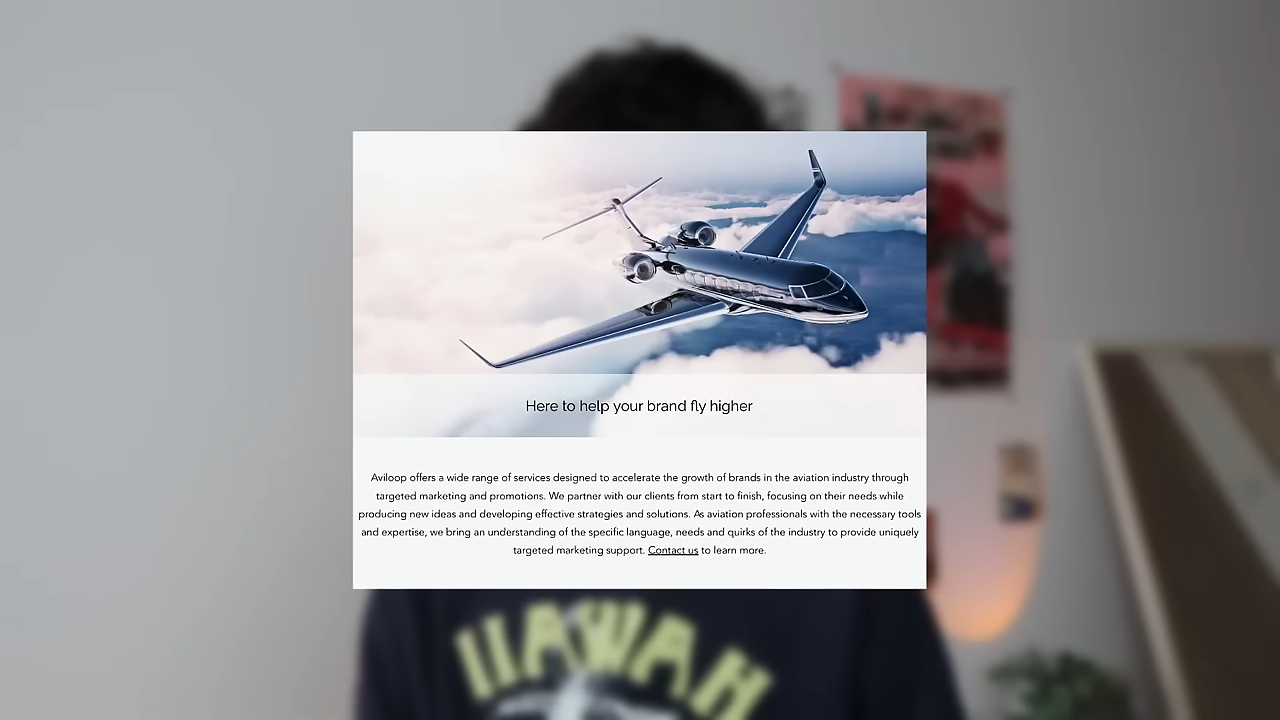 Here to help your brand fly higher
Aviloop offers a wide range of services designed to accelerate the growth of brands in the aviation industry through
targeted marketing and promotions. We partner with our clients from start to finish, focusing on their needs while
producing new ideas and developing effective strategies and solutions. As aviation professionals with the necessary tools
and expertise, we bring an understanding of the specific language, needs and quirks of the industry to provide uniquely
targeted marketing support. Contact us to learn more.